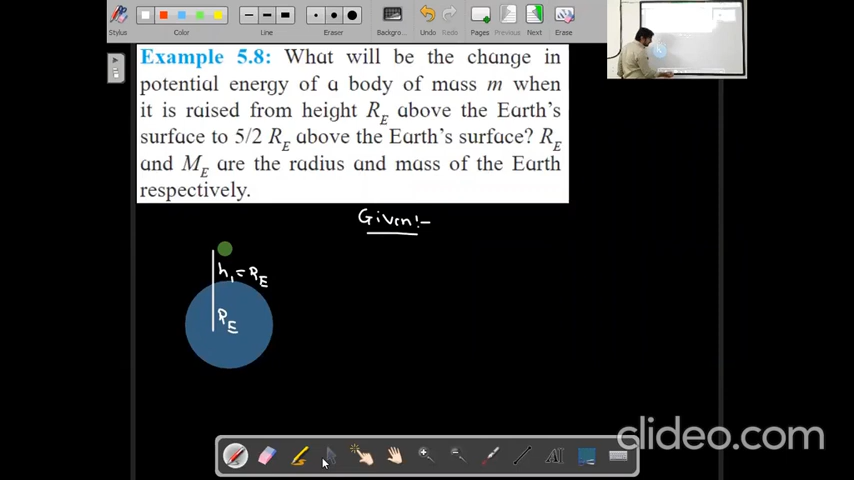 Stylus
Color
Lines
Eraser
Backgro...
Undo
Redo
Pages
Previous
Next
Erase
Example 5.8: What will be the change in
potential energy of a body of mass m when
it is raised from height R_E above the Earth's
surface to 5/2 R_E above the Earth's surface? R_E
and M_E are the radius and mass of the Earth
respectively.
Given:-
h₁=R_E
R_E
clideo.com